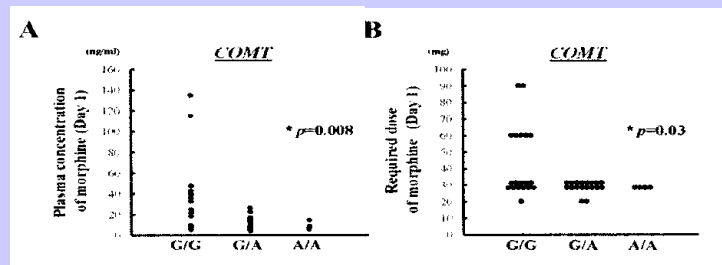 A
(ng/ml)
COMT
160
140
120
100
80
60
40
20
0
Plasma concentration
of morphine (Day 1)
* p=0.008
G/G G/A A/A
B
(mg)
COMT
100
90
80
70
60
50
40
30
20
10
0
Required dose
of morphine (Day 1)
* p=0.03
G/G G/A A/A